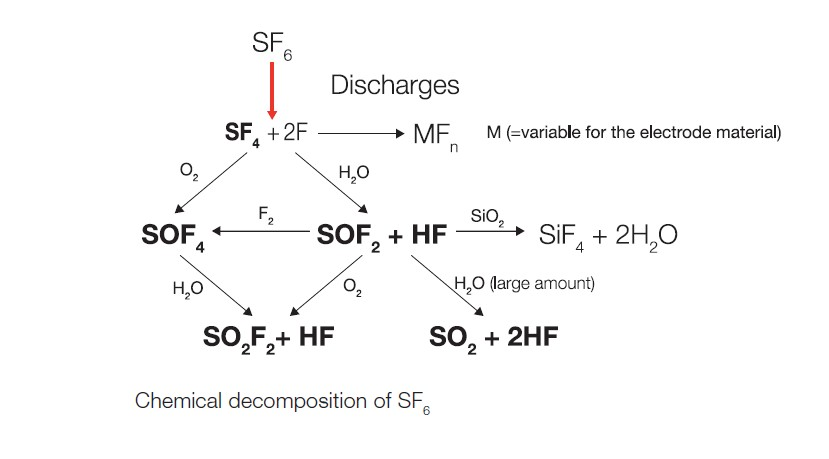 SF6
Discharges
SF4 + 2F MFn M (=variable for the electrode material)
O2 H2O
SOF4 F2 SOF2 + HF SiO2 SiF4 + 2H2O
H2O O2 H2O (large amount)
SO2F2+ HF SO2 + 2HF
Chemical decomposition of SF6